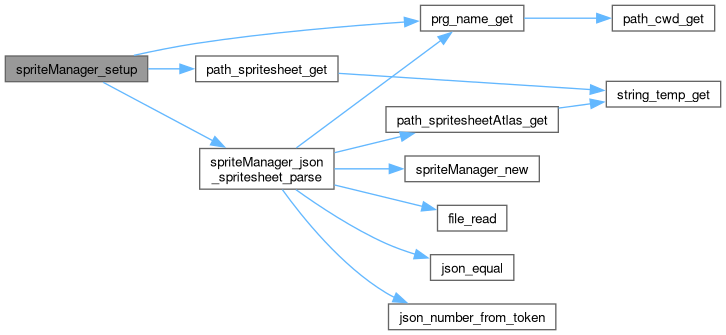 prg_name_get
path_cwd_get
spriteManager_setup
path_spritesheet_get
string_temp_get
path_spritesheetAtlas_get
spriteManager_json
_spritesheet_parse
spriteManager_new
file_read
json_equal
json_number_from_token